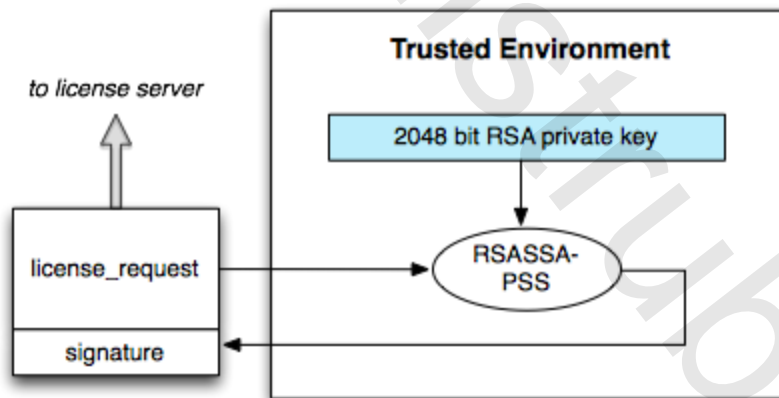 Trusted Environment
to license server
2048 bit RSA private key
license_request
RSASSA-
PSS
signature